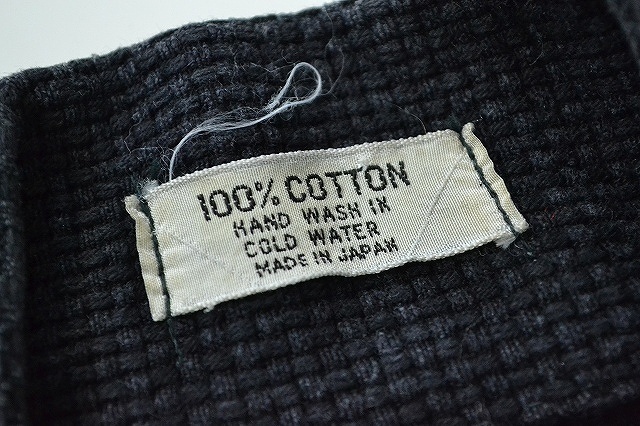 100% COTTON
HAND WASH IN
COLD WATER
MADE IN JAPAN